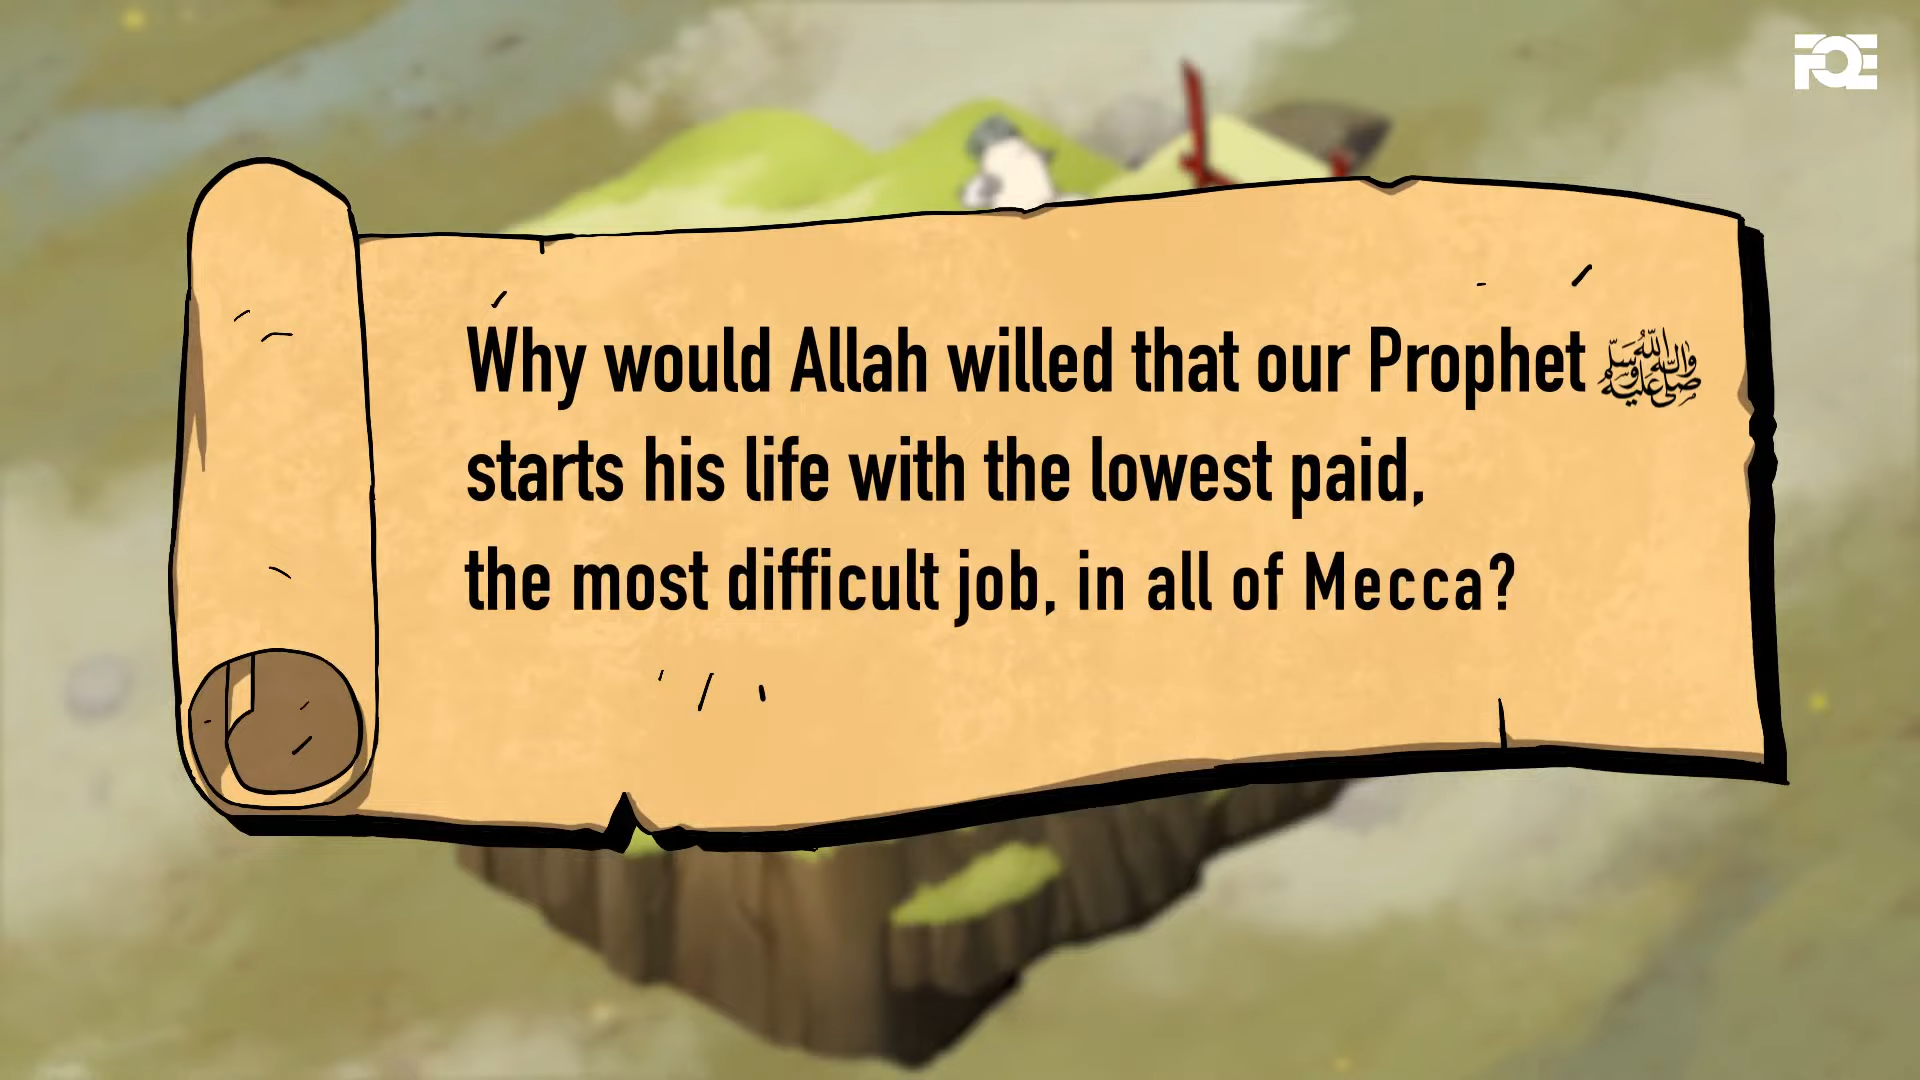 FQE
Why would Allah willed that our Prophet ﷺ
starts his life with the lowest paid,
the most difficult job, in all of Mecca?